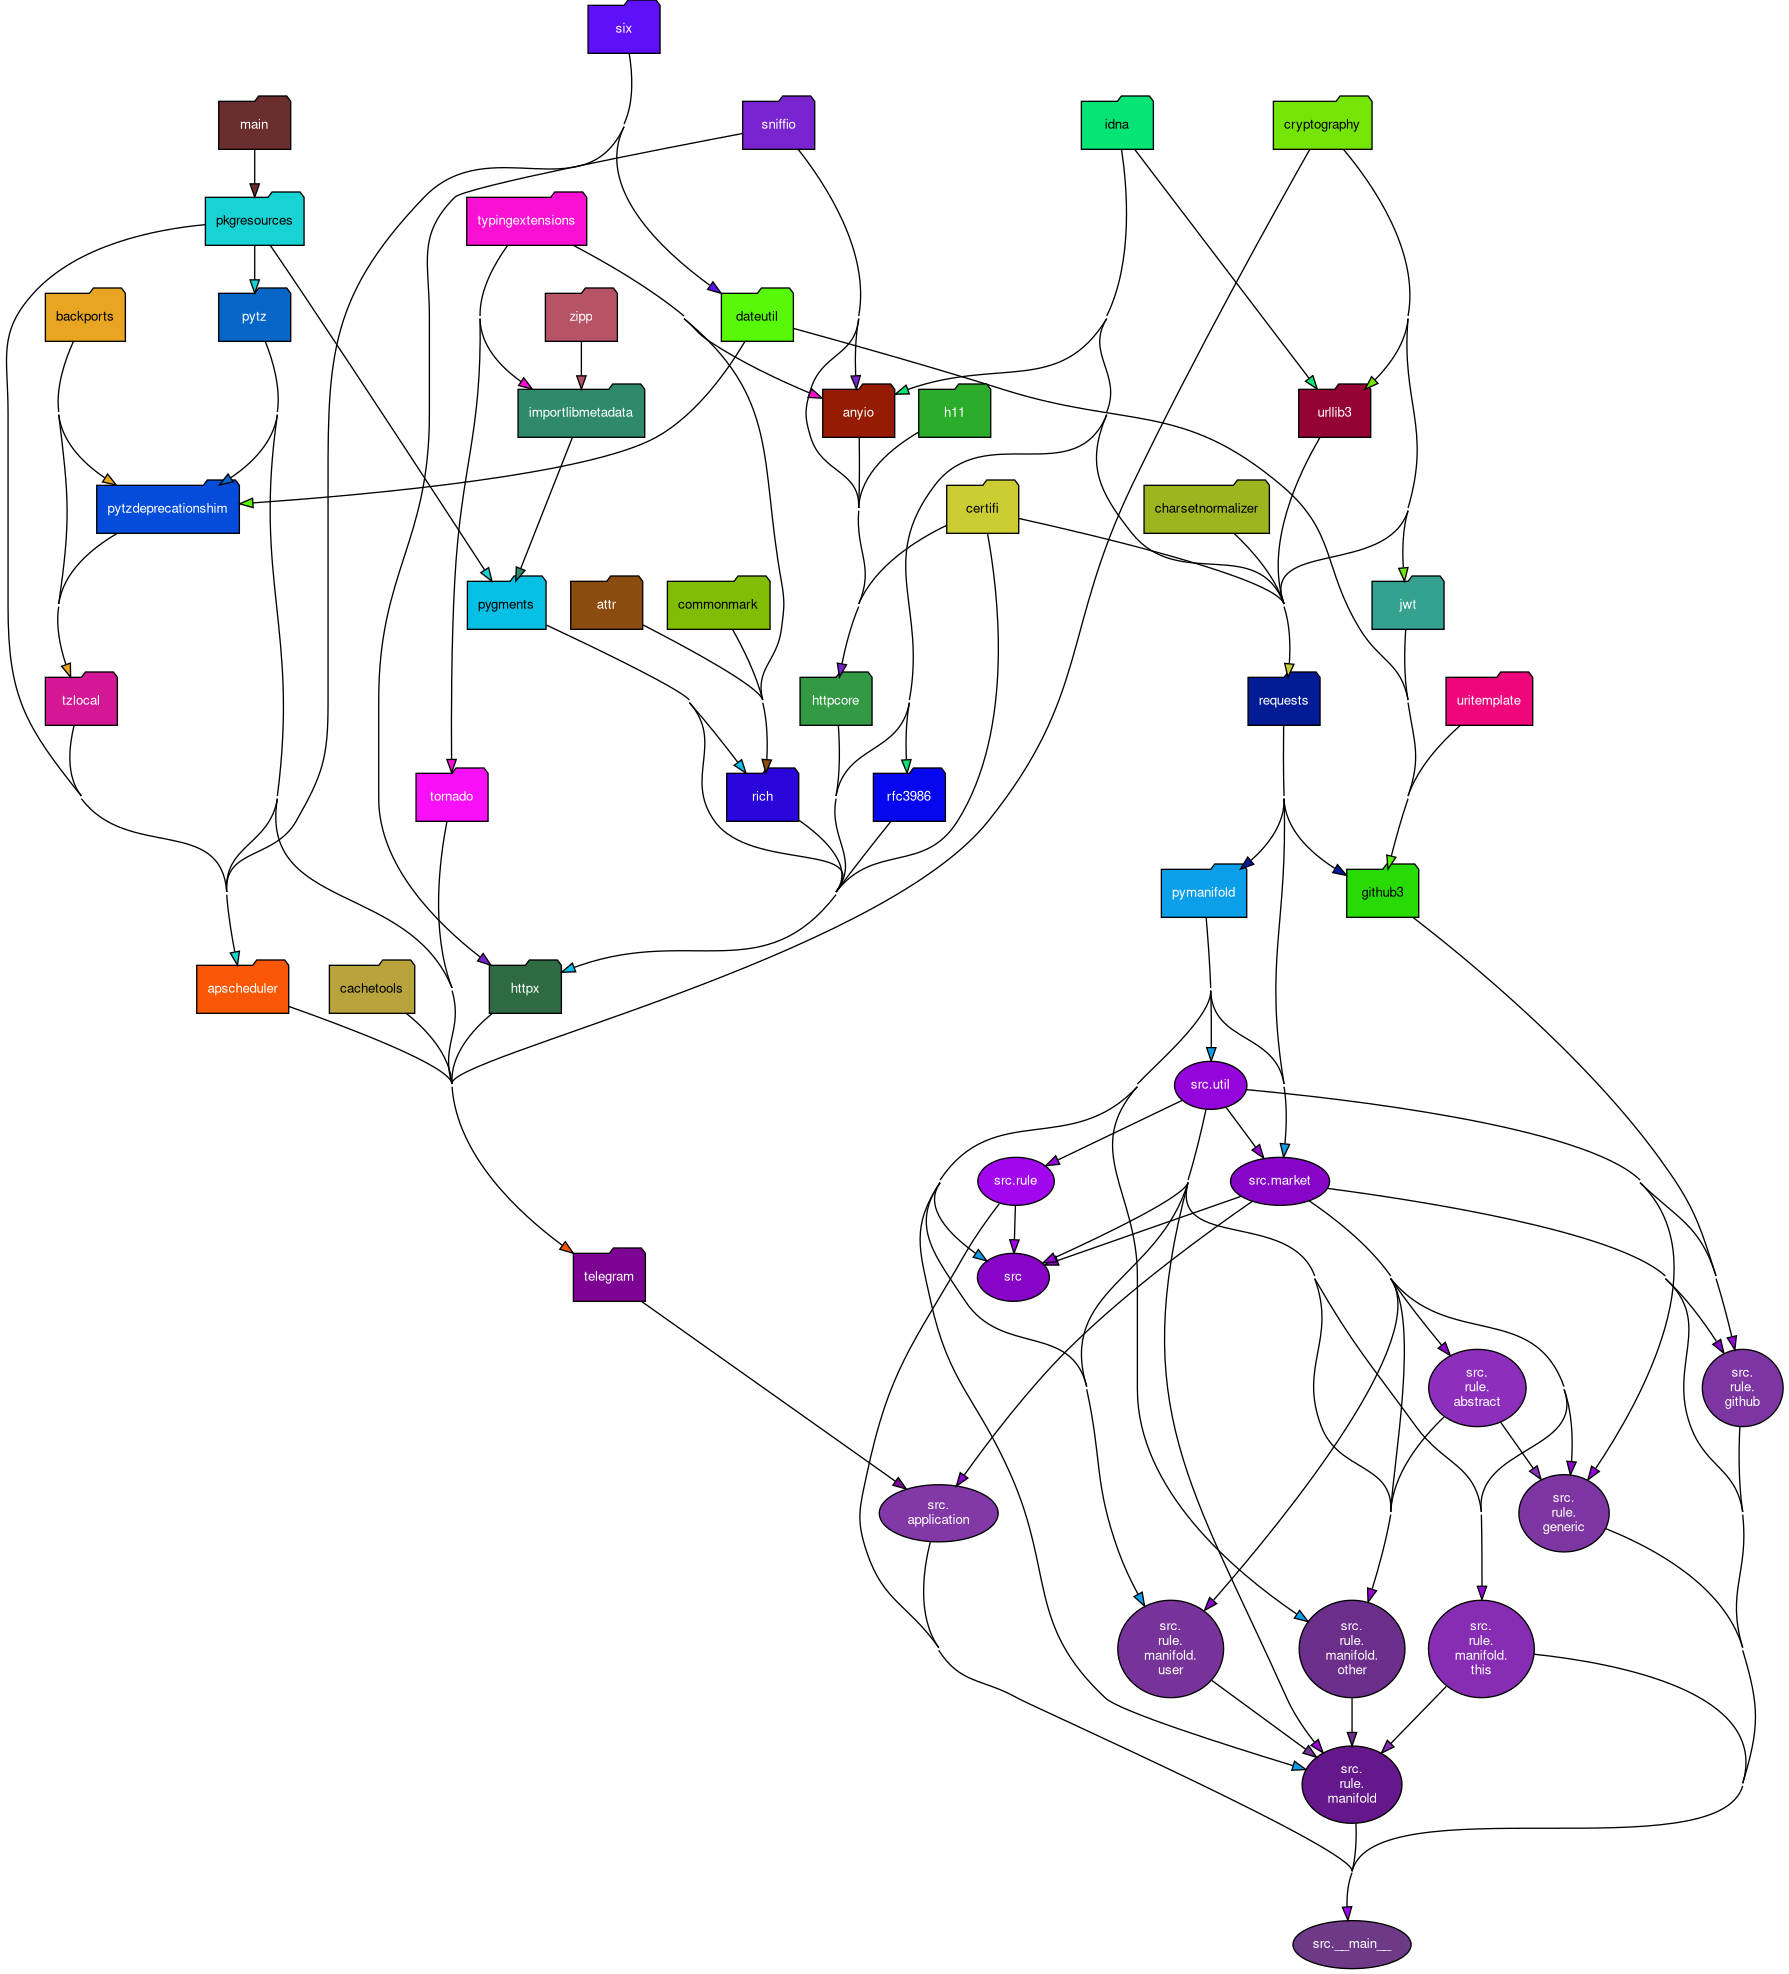 six
main
sniffio
idna
cryptography
pkgresources
typingextensions
backports
pytz
zipp
dateutil
importlibmetadata
anyio
h11
urllib3
pytzdeprecationshim
certifi
charsetnormalizer
pygments
attr
commonmark
jwt
tzlocal
httpcore
requests
uritemplate
tornado
rich
rfc3986
pymanifold
github3
apscheduler
cachetools
httpx
src.util
src.rule
src.market
telegram
src
src.
rule.
abstract
src.
rule.
github
src.
application
src.
rule.
generic
src.
rule.
manifold.
user
src.
rule.
manifold.
other
src.
rule.
manifold.
this
src.
rule.
manifold
src.__main__